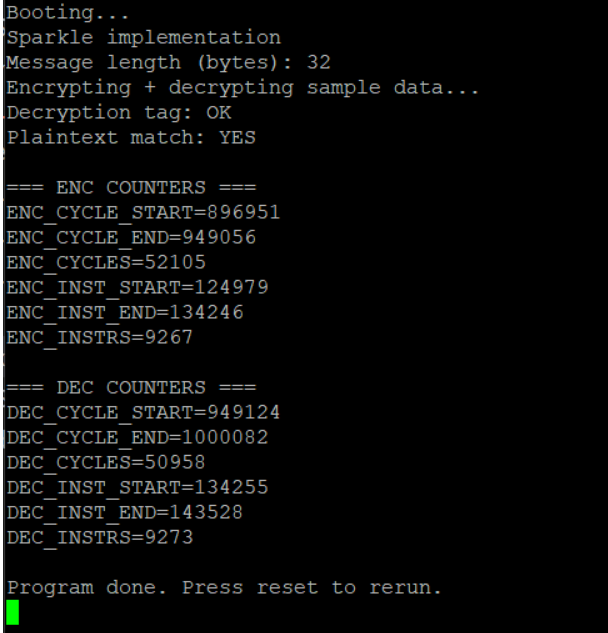 Booting...
Sparkle implementation
Message length (bytes): 32
Encrypting + decrypting sample data...
Decryption tag: OK
Plaintext match: YES
=== ENC COUNTERS ===
ENC_CYCLE_START=896951
ENC_CYCLE_END=949056
ENC_CYCLES=52105
ENC_INST_START=124979
ENC_INST_END=134246
ENC_INSTRS=9267
=== DEC COUNTERS ===
DEC_CYCLE_START=949124
DEC_CYCLE_END=1000082
DEC_CYCLES=50958
DEC_INST_START=134255
DEC_INST_END=143528
DEC_INSTRS=9273
Program done. Press reset to rerun.